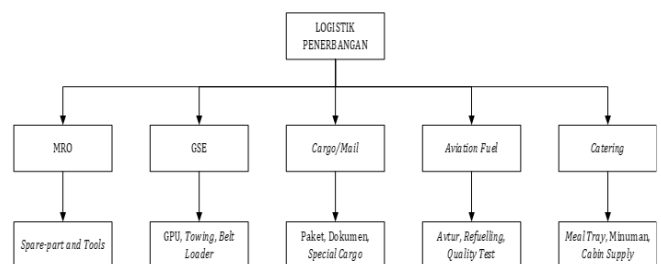 LOGISTIK
PENERBANGAN
MRO
GSE
Cargo/Mail
Aviation Fuel
Catering
Spare-part and Tools
GPU, Towing, Belt
Loader
Paket, Dokumen,
Special Cargo
Avtur, Refuelling,
Quality Test
Meal Tray, Minuman,
Cabin Supply